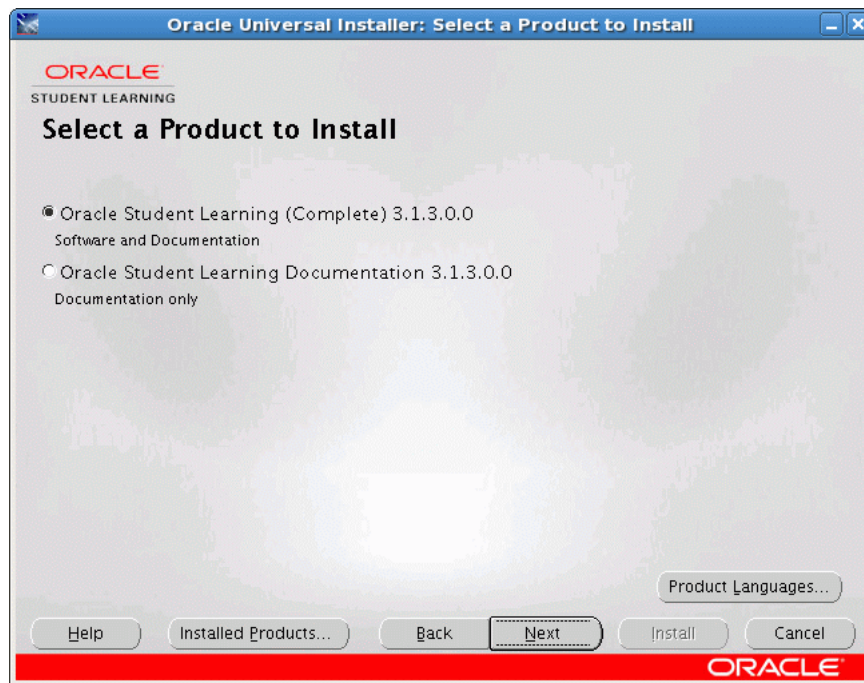 Oracle Universal Installer: Select a Product to Install
ORACLE
STUDENT LEARNING
Select a Product to Install
Oracle Student Learning (Complete) 3.1.3.0.0
Software and Documentation
Oracle Student Learning Documentation 3.1.3.0.0
Documentation only
Product Languages...
Help Installed Products... Back Next Install Cancel
ORACLE